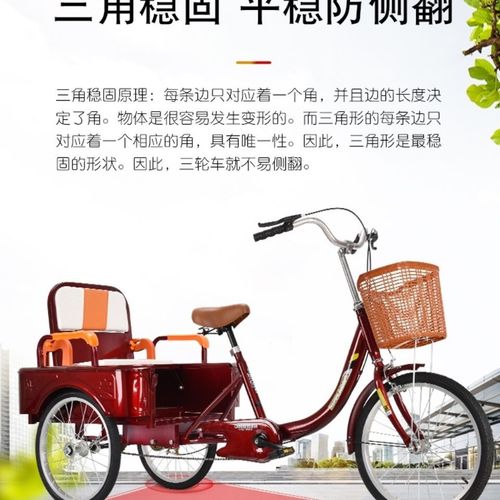 三角稳固 平稳防侧翻
三角稳固原理：每条边只对应着一个角，并且边的长度决
定了角。物体是很容易发生变形的。而三角形的每条边只
对应着一个相应的角，具有唯一性。因此，三角形是最稳
固的形状。因此，三轮车就不易侧翻。